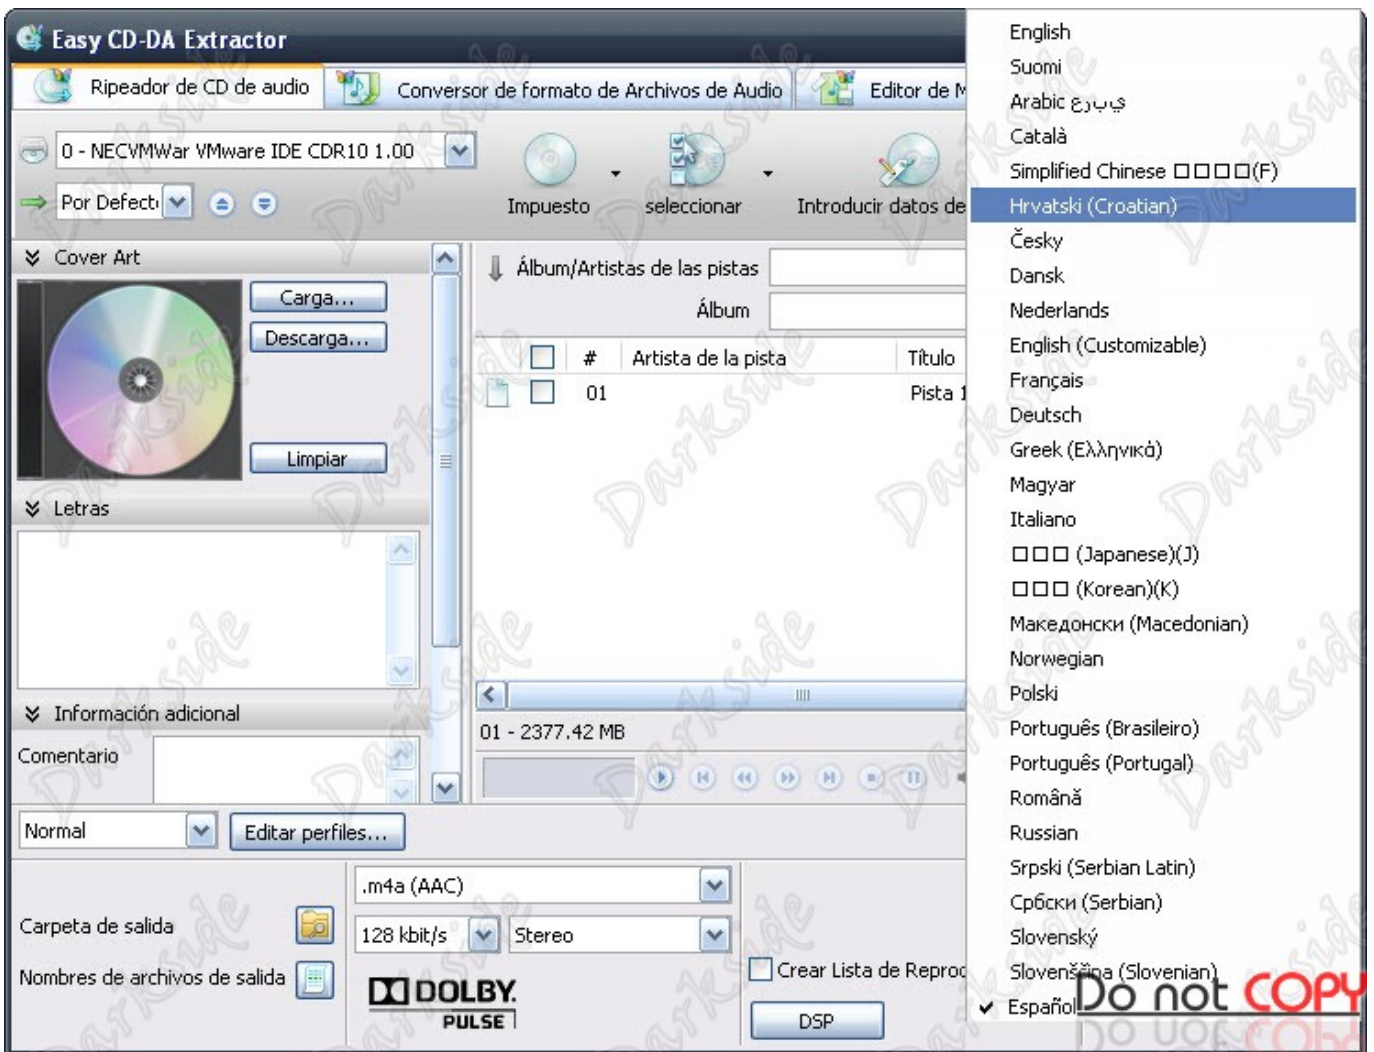 Easy CD-DA Extractor
Ripeador de CD de audio
Conversor de formato de Archivos de Audio
Editor de M
0 - NECVMWar VMware IDE CDR10 1.00
Por Defect
Impuesto
seleccionar
Introducir datos de
Cover Art
Carga...
Descarga...
Limpiar
Letras
Información adicional
Comentario
Álbum/Artistas de las pistas
Álbum
# Artista de la pista Título
01 Pista 1
01 - 2377.42 MB
Normal
Editar perfiles...
Carpeta de salida
Nombres de archivos de salida
.m4a (AAC)
128 kbit/s
Stereo
DOLBY.
PULSE
Crear Lista de Reproc
DSP
English
Suomi
Arabic يبرع
Català
Simplified Chinese □□□□(F)
Hrvatski (Croatian)
Česky
Dansk
Nederlands
English (Customizable)
Français
Deutsch
Greek (Ελληνικά)
Magyar
Italiano
□□□ (Japanese)(J)
□□□ (Korean)(K)
Македонски (Macedonian)
Norwegian
Polski
Português (Brasileiro)
Português (Portugal)
Română
Russian
Srpski (Serbian Latin)
Србски (Serbian)
Slovenský
Slovenščina (Slovenian)
Español
Do not COPY
Darkside